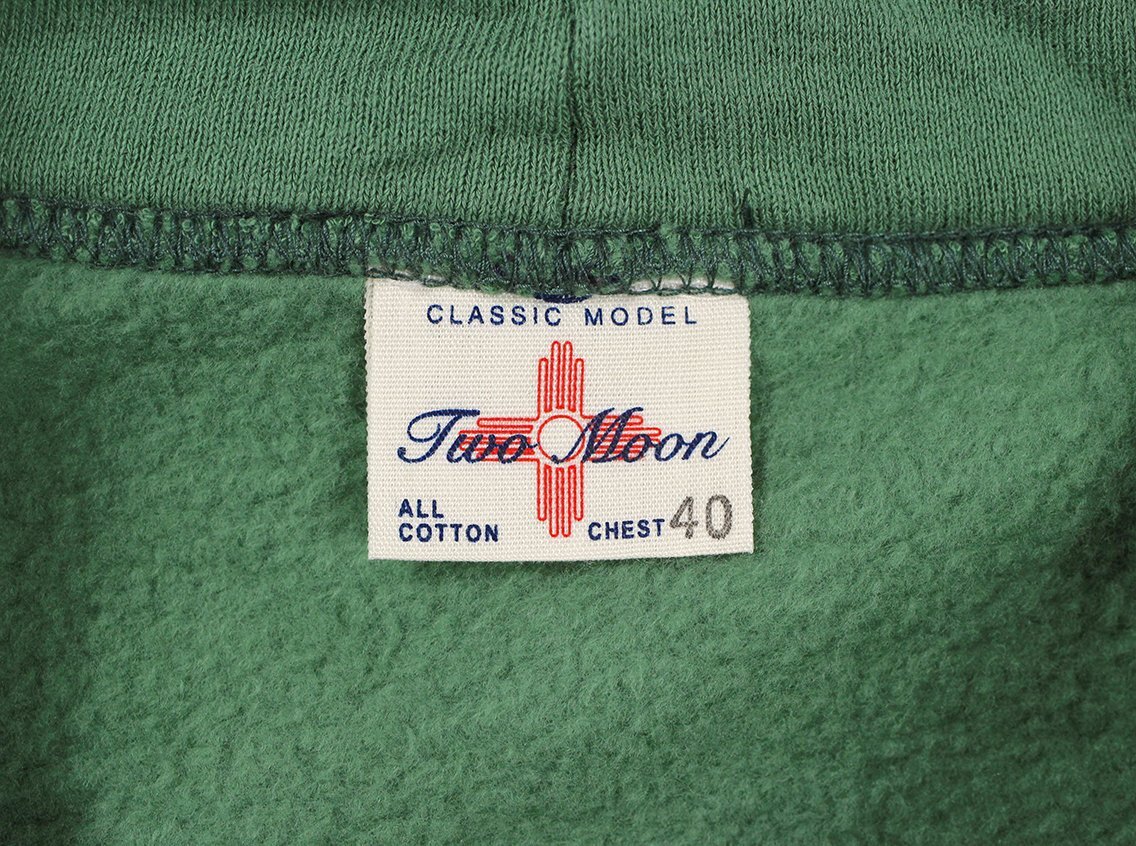 CLASSIC MODEL
Two Moon
ALL
COTTON
CHEST 40